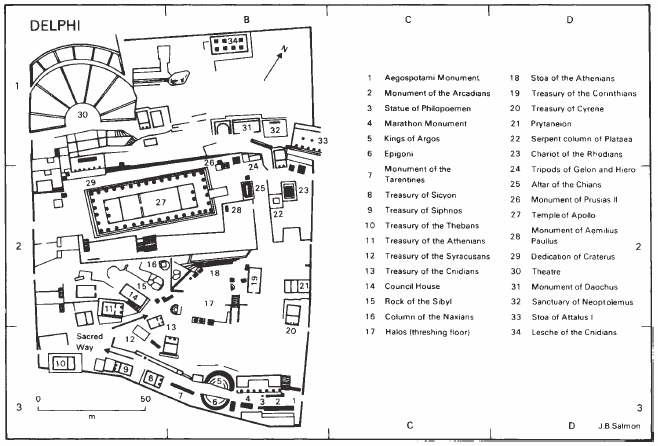 B C D
DELPHI
34
N
1
30
31
32
33
26
24
29
25
23
27
28
22
2
16
18
15
19
14
21
17
11
13
20
12
Sacred
Way
10
9
8
5
7
6
4
3
2
1
3
0 50
m
1 Aegospotami Monument
2 Monument of the Arcadians
3 Statue of Philopoemen
4 Marathon Monument
5 Kings of Argos
6 Epigoni
7 Monument of the
Tarentines
8 Treasury of Sicyon
9 Treasury of Siphnos
10 Treasury of the Thebans
11 Treasury of the Athenians
12 Treasury of the Syracusans
13 Treasury of the Cnidians
14 Council House
15 Rock of the Sibyl
16 Column of the Naxians
17 Halos (threshing floor)
18 Stoa of the Athenians
19 Treasury of the Corinthians
20 Treasury of Cyrene
21 Prytaneion
22 Serpent column of Plataea
23 Chariot of the Rhodians
24 Tripods of Gelon and Hiero
25 Altar of the Chians
26 Monument of Prusias II
27 Temple of Apollo
28 Monument of Aemilius
Paullus
29 Dedication of Craterus
30 Theatre
31 Monument of Daochus
32 Sanctuary of Neoptolemus
33 Stoa of Attalus I
34 Lesche of the Cnidians
2
3
C D J.B.Salmon